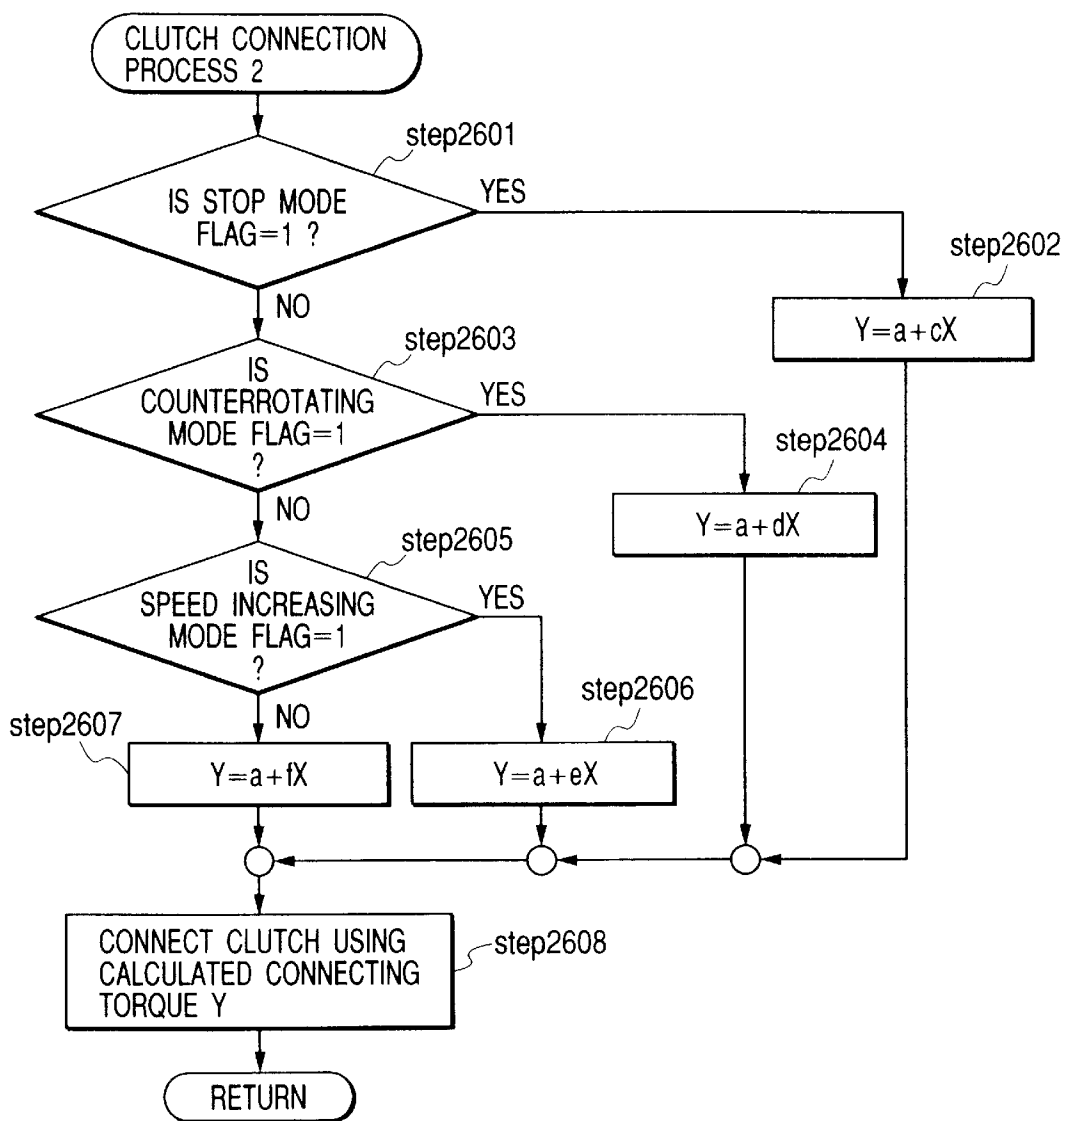 CLUTCH CONNECTION
PROCESS 2
step2601
IS STOP MODE
FLAG=1 ?
YES
NO
step2602
Y=a+cX
step2603
IS
COUNTERROTATING
MODE FLAG=1
?
YES
NO
step2604
Y=a+dX
step2605
IS
SPEED INCREASING
MODE FLAG=1
?
YES
NO
step2606
Y=a+eX
step2607
Y=a+fX
CONNECT CLUTCH USING
CALCULATED CONNECTING
TORQUE Y
step2608
RETURN